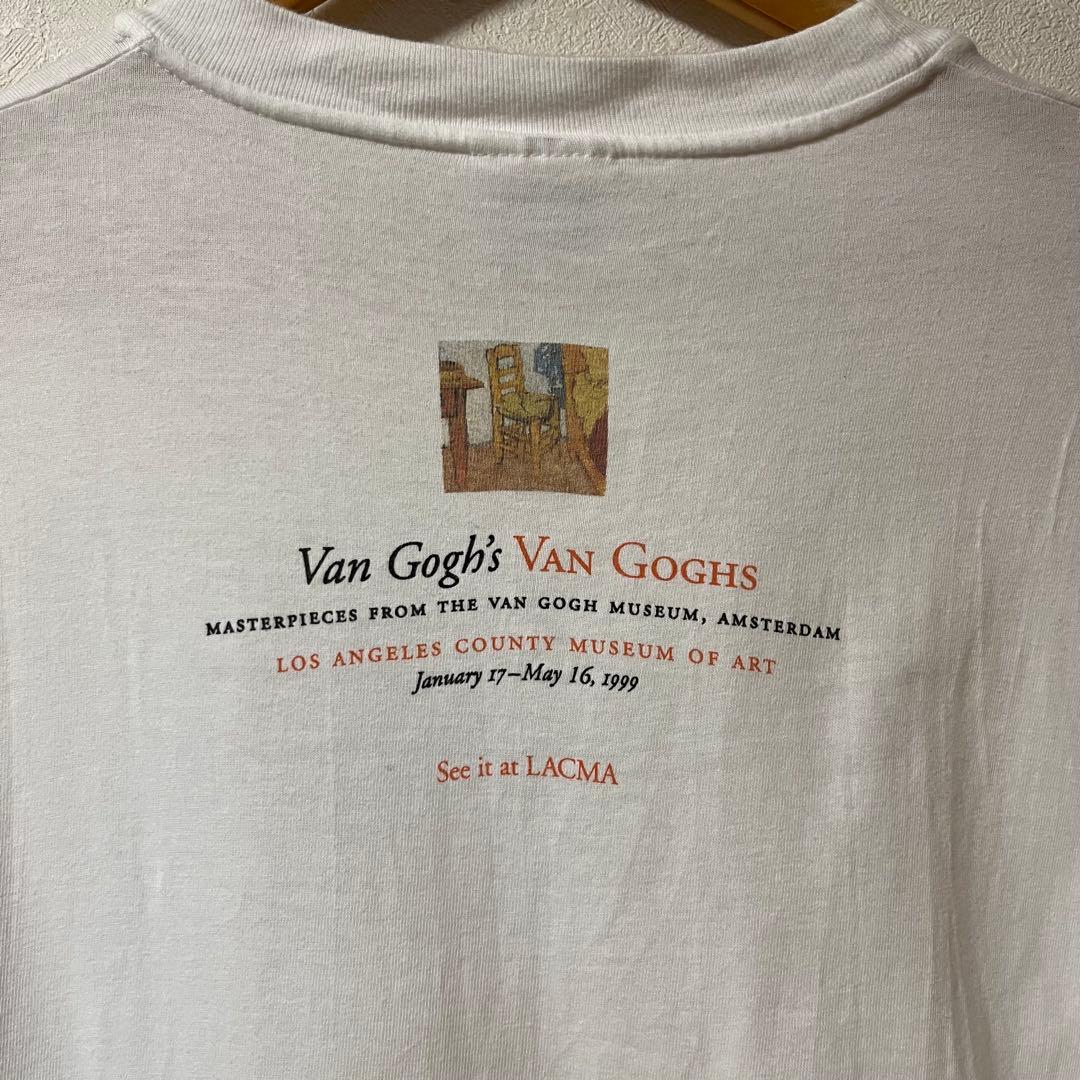 Van Gogh's VAN GOGHS
MASTERPIECES FROM THE VAN GOGH MUSEUM, AMSTERDAM
LOS ANGELES COUNTY MUSEUM OF ART
January 17–May 16, 1999
See it at LACMA